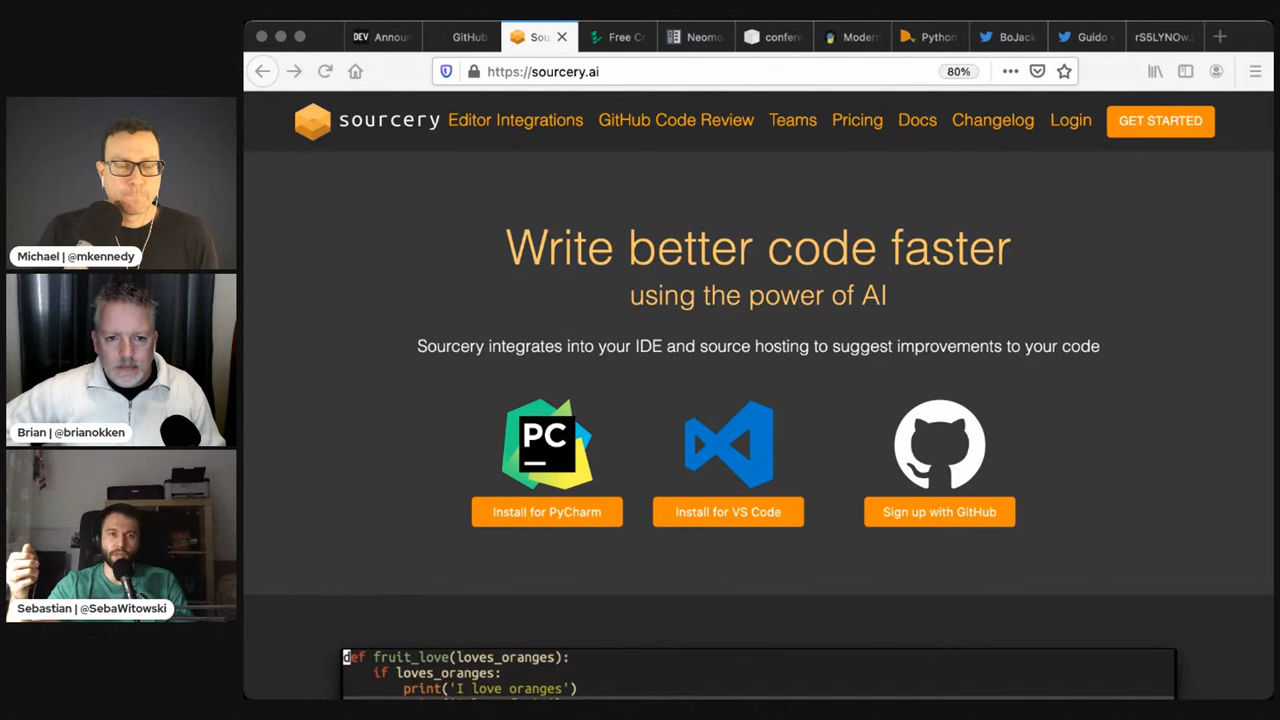 DEV Announ
GitHub
Sou
Free C
Neomo
confere
Modern
Python
BoJack
Guido v
rS5LYNOw.
https://sourcery.ai
80%
sourcery
Editor Integrations
GitHub Code Review
Teams
Pricing
Docs
Changelog
Login
GET STARTED
Write better code faster
using the power of AI
Sourcery integrates into your IDE and source hosting to suggest improvements to your code
PC
Install for PyCharm
Install for VS Code
Sign up with GitHub
def fruit_love(loves_oranges):
if loves_oranges:
print('I love oranges')
Michael | @mkennedy
Brian | @brianokken
Sebastian | @SebaWitowski